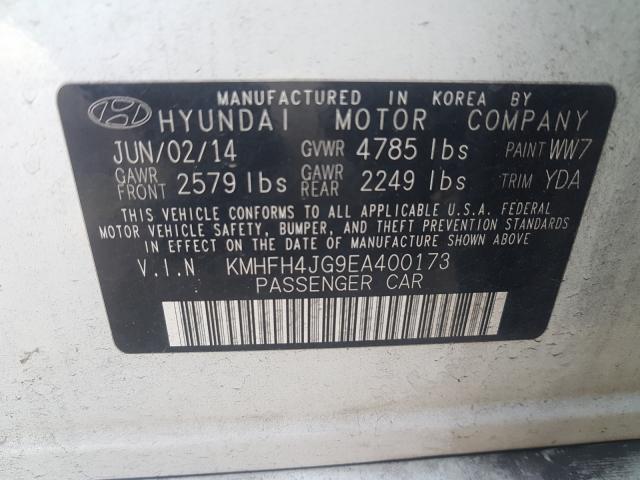 MANUFACTURED IN KOREA BY
HYUNDAI MOTOR COMPANY
JUN/02/14 GVWR 4785 lbs PAINT WW7
GAWR FRONT 2579 lbs GAWR REAR 2249 lbs TRIM YDA
THIS VEHICLE CONFORMS TO ALL APPLICABLE U.S.A. FEDERAL
MOTOR VEHICLE SAFETY, BUMPER, AND THEFT PREVENTION STANDARDS
IN EFFECT ON THE DATE OF MANUFACTURE SHOWN ABOVE.
V.I.N KMHFH4JG9EA400173
PASSENGER CAR